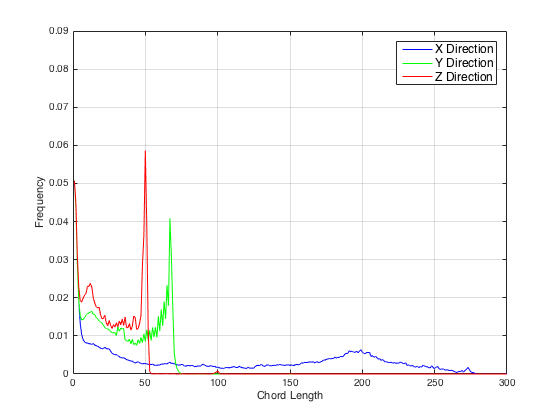 0.09
0.08
0.07
0.06
0.05
0.04
0.03
0.02
0.01
0
Frequency
X Direction
Y Direction
Z Direction
0 50 100 150 200 250 300
Chord Length